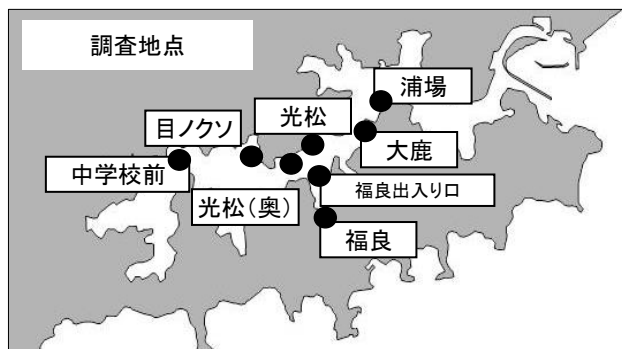 調査地点
浦場
光松
目ノクソ
大鹿
中学校前
福良出入り口
光松(奥)
福良